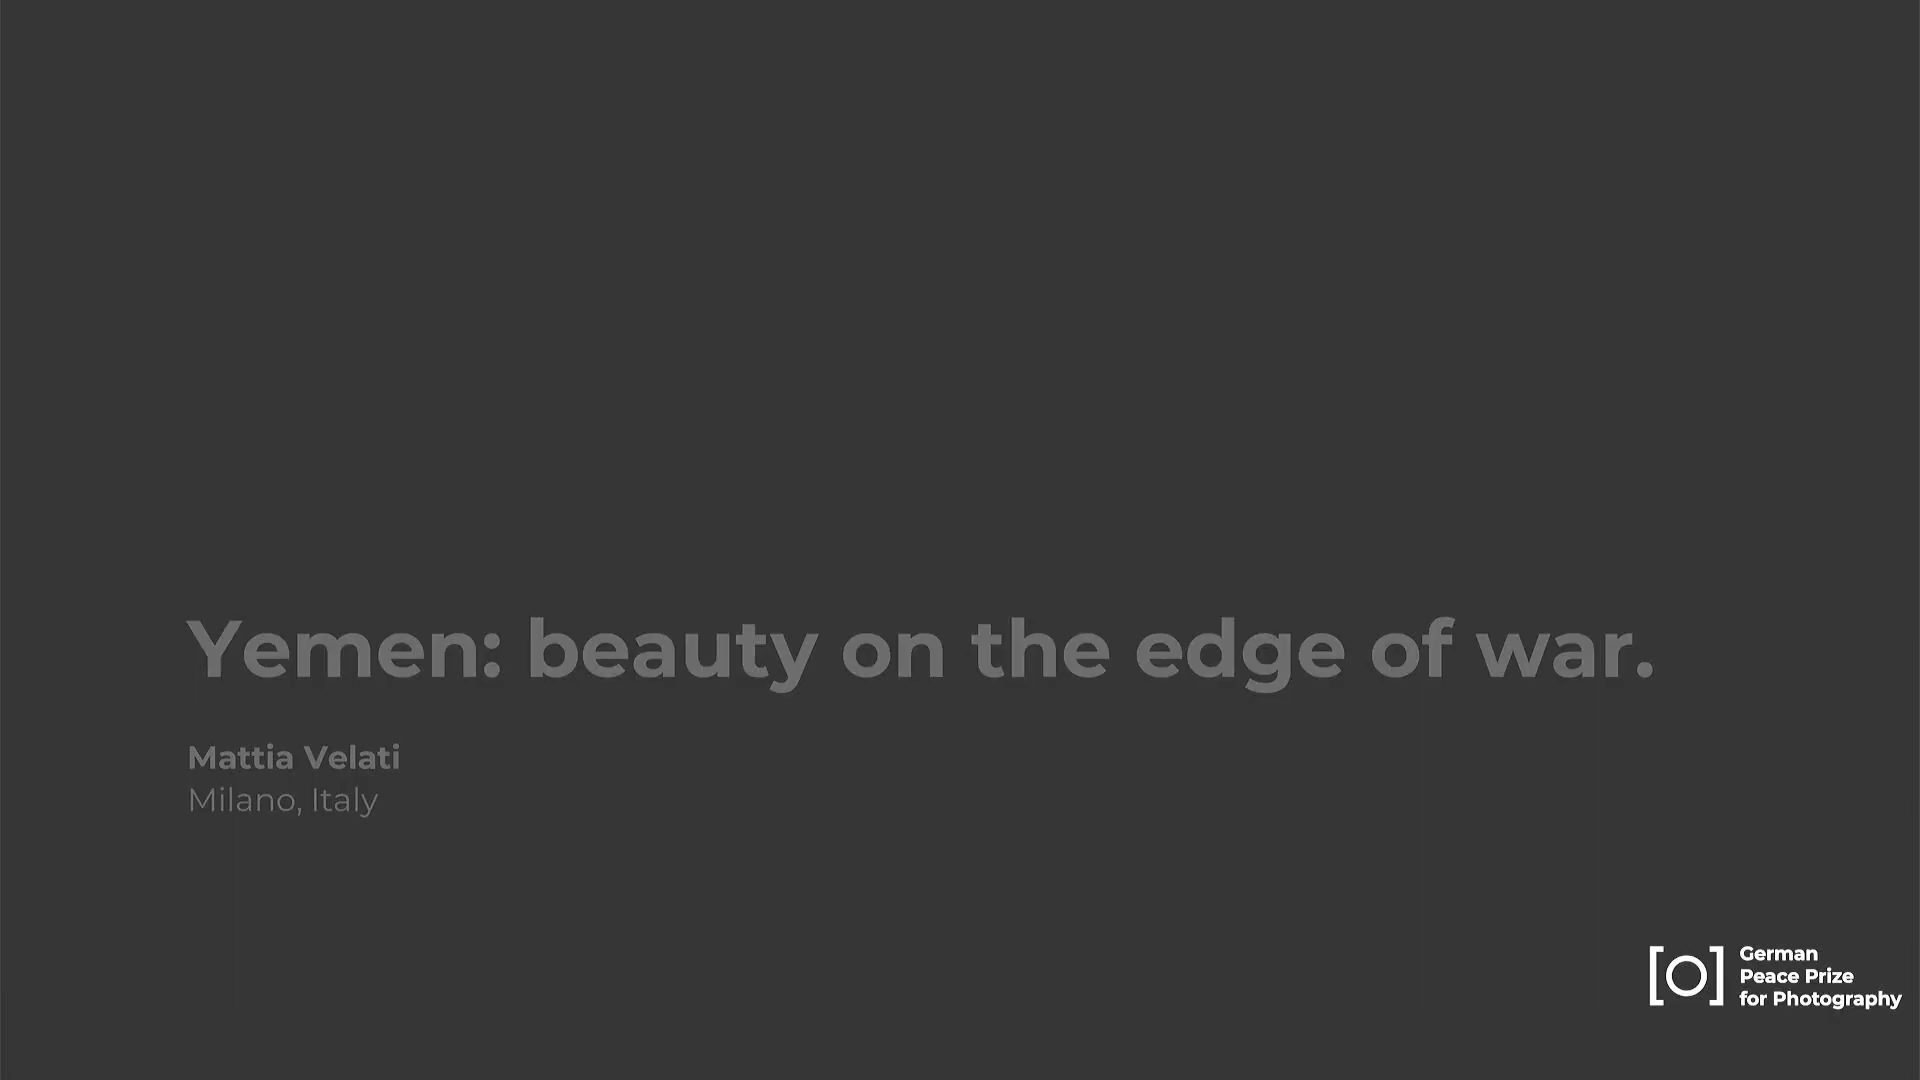 Yemen: beauty on the edge of war.
Mattia Velati
Milano, Italy
German
Peace Prize
for Photography